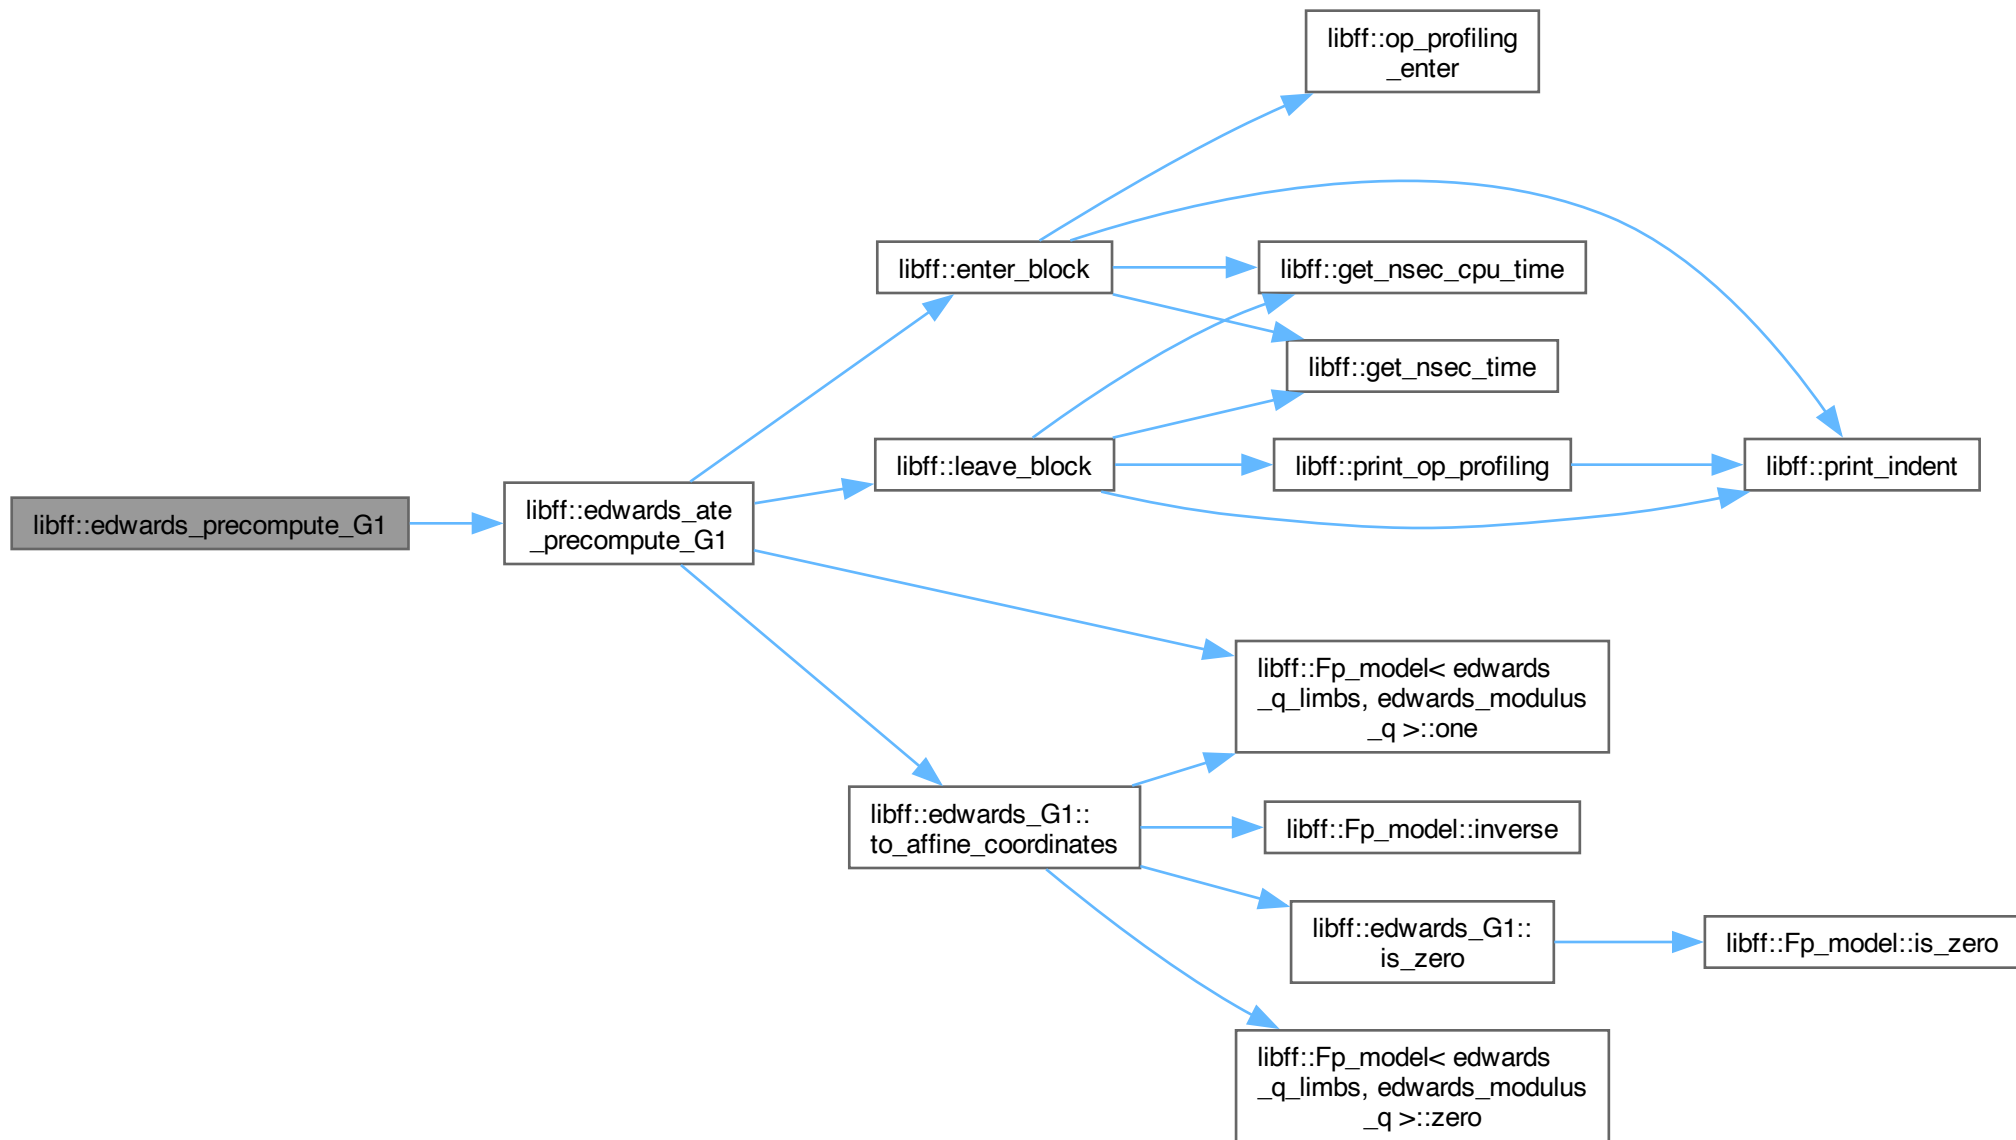 libff::edwards_precompute_G1
libff::edwards_ate
_precompute_G1
libff::enter_block
libff::op_profiling
_enter
libff::get_nsec_cpu_time
libff::get_nsec_time
libff::leave_block
libff::print_op_profiling
libff::print_indent
libff::Fp_model< edwards
_q_limbs, edwards_modulus
_q >::one
libff::edwards_G1::
to_affine_coordinates
libff::Fp_model::inverse
libff::edwards_G1::
is_zero
libff::Fp_model::is_zero
libff::Fp_model< edwards
_q_limbs, edwards_modulus
_q >::zero